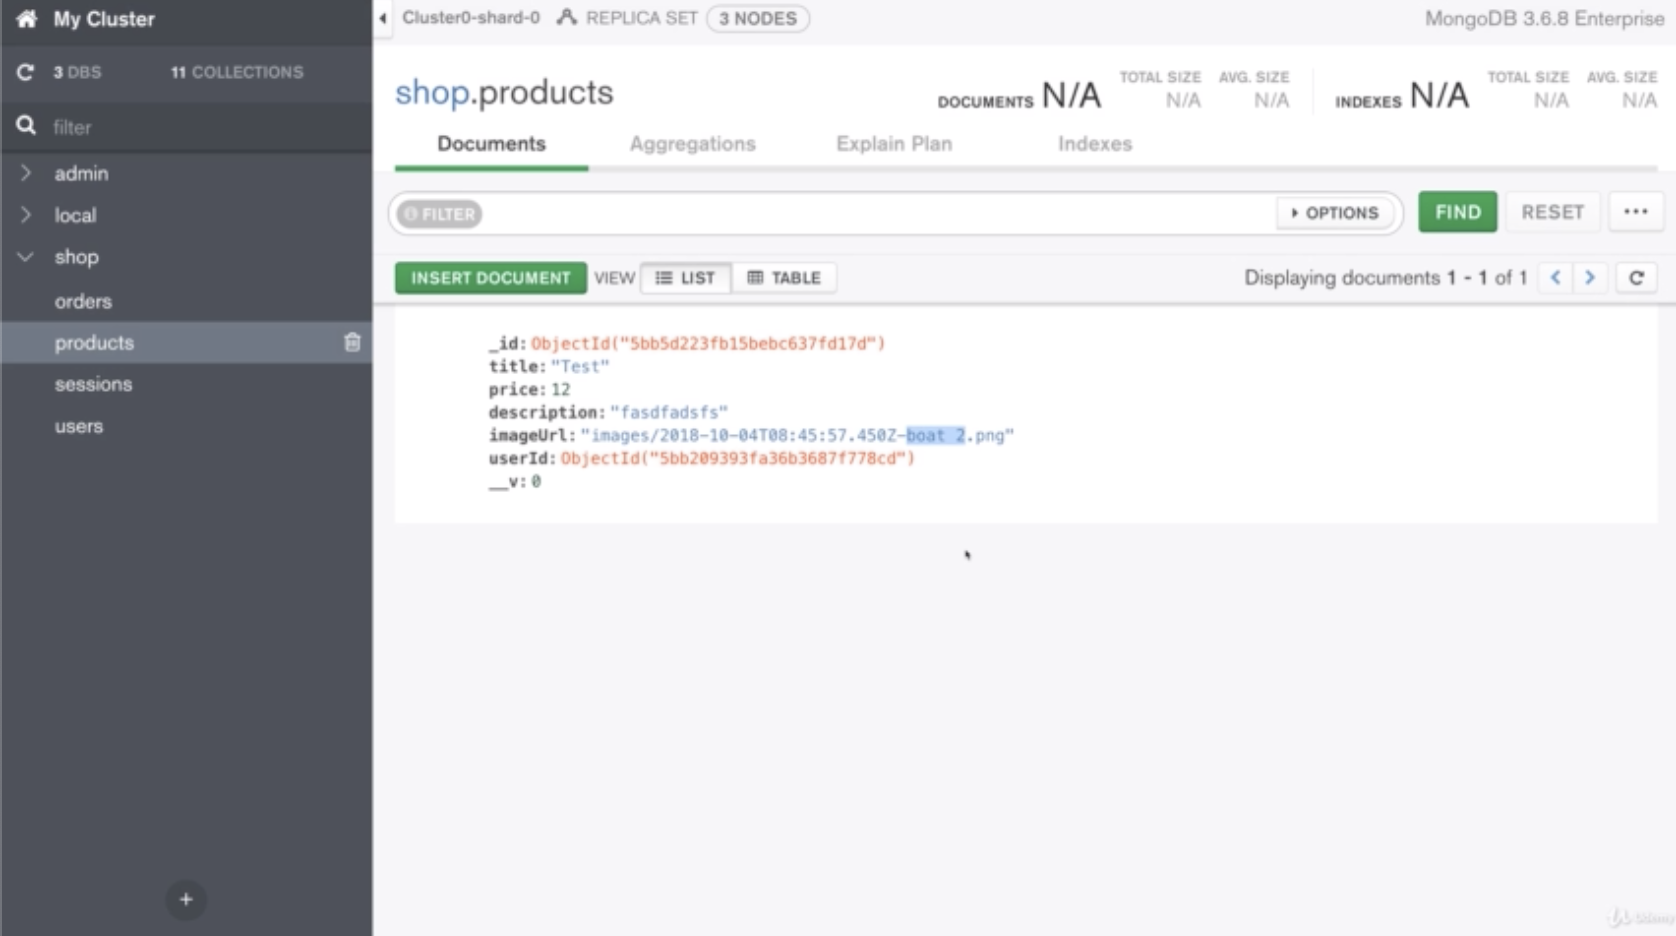 My Cluster
3 DBS 11 COLLECTIONS
filter
admin
local
shop
orders
products
sessions
users
+
Cluster0-shard-0 REPLICA SET 3 NODES MongoDB 3.6.8 Enterprise
shop.products
DOCUMENTS N/A TOTAL SIZE N/A AVG. SIZE N/A INDEXES N/A TOTAL SIZE N/A AVG. SIZE N/A
Documents Aggregations Explain Plan Indexes
FILTER OPTIONS FIND RESET ...
INSERT DOCUMENT VIEW LIST TABLE Displaying documents 1 - 1 of 1 < >
_id: ObjectId("5bb5d223fb15bebc637fd17d")
title: "Test"
price: 12
description: "fasdfadsfs"
imageUrl: "images/2018-10-04T08:45:57.450Z-boat 2.png"
userId: ObjectId("5bb209393fa36b3687f778cd")
__v: 0
Udemy